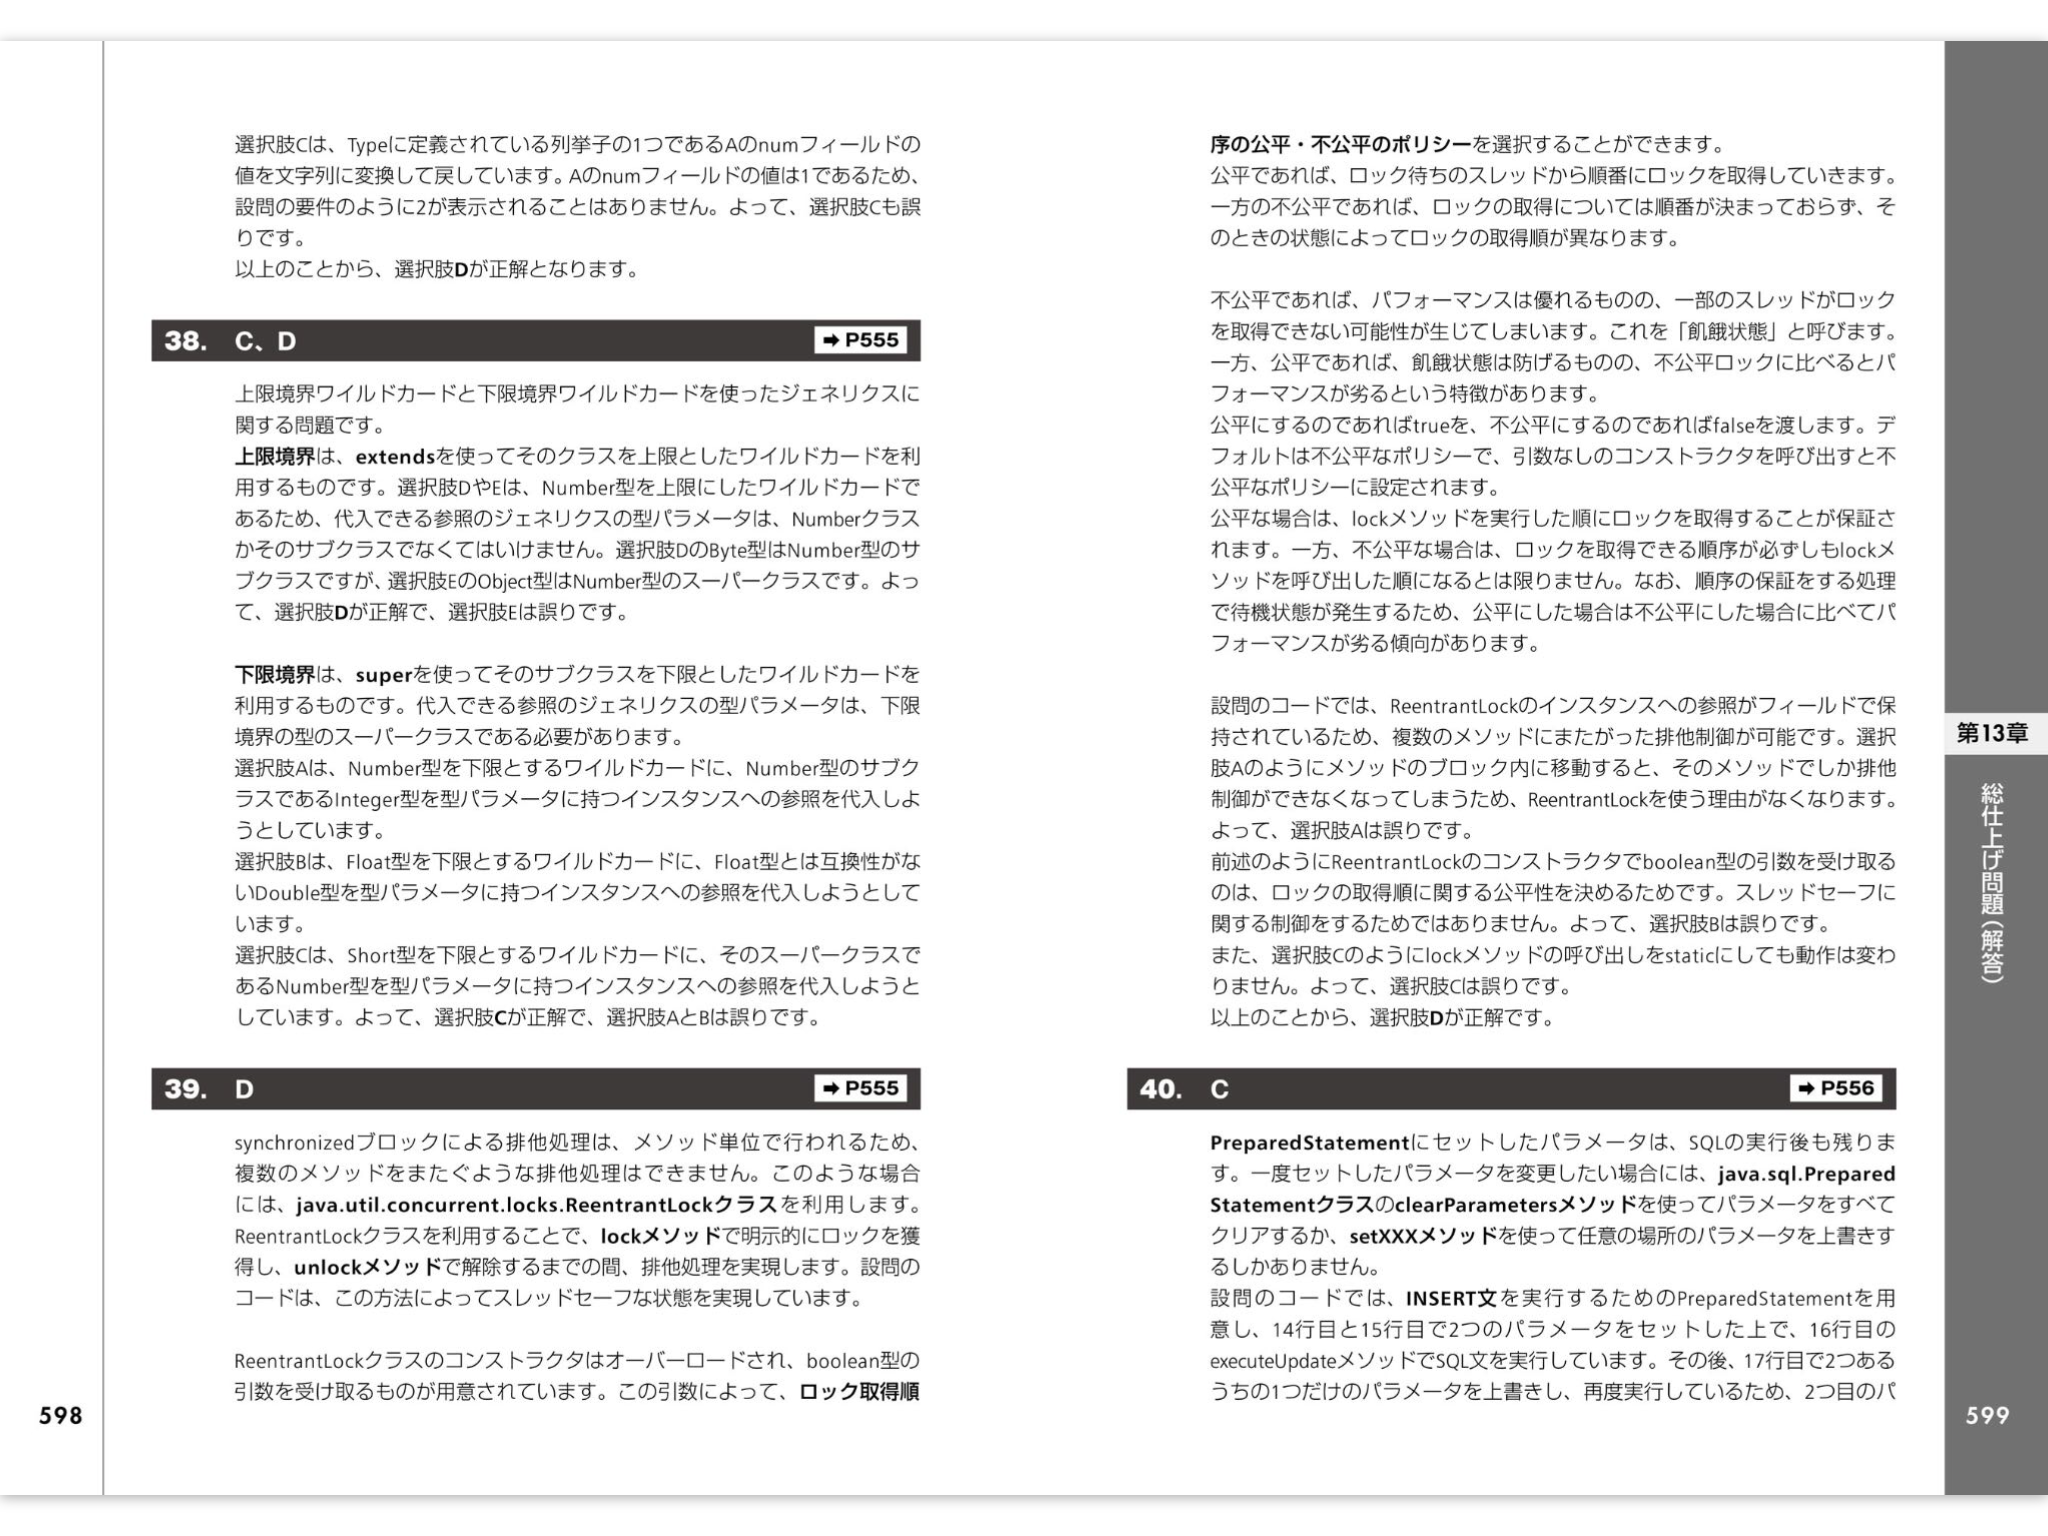 選択肢Cは、Typeに定義されている列挙子の1つであるAのnumフィールドの
値を文字列に変換して戻しています。Aのnumフィールドの値は1であるため、
設問の要件のように2が表示されることはありません。よって、選択肢Cも誤
りです。
以上のことから、選択肢Dが正解となります。
38. C、D ➡ P555
上限境界ワイルドカードと下限境界ワイルドカードを使ったジェネリクスに
関する問題です。
上限境界は、extendsを使ってそのクラスを上限としたワイルドカードを利
用するものです。選択肢DやEは、Number型を上限にしたワイルドカードで
あるため、代入できる参照のジェネリクスの型パラメータは、Numberクラス
かそのサブクラスでなくてはいけません。選択肢DのByte型はNumber型のサ
ブクラスですが、選択肢EのObject型はNumber型のスーパークラスです。よっ
て、選択肢Dが正解で、選択肢Eは誤りです。
下限境界は、superを使ってそのサブクラスを下限としたワイルドカードを
利用するものです。代入できる参照のジェネリクスの型パラメータは、下限
境界の型のスーパークラスである必要があります。
選択肢Aは、Number型を下限とするワイルドカードに、Number型のサブク
ラスであるInteger型を型パラメータに持つインスタンスへの参照を代入しよ
うとしています。
選択肢Bは、Float型を下限とするワイルドカードに、Float型とは互換性がな
いDouble型を型パラメータに持つインスタンスへの参照を代入しようとして
います。
選択肢Cは、Short型を下限とするワイルドカードに、そのスーパークラスで
あるNumber型を型パラメータに持つインスタンスへの参照を代入しようと
しています。よって、選択肢Cが正解で、選択肢AとBは誤りです。
39. D ➡ P555
synchronizedブロックによる排他処理は、メソッド単位で行われるため、
複数のメソッドをまたぐような排他処理はできません。このような場合
には、java.util.concurrent.locks.ReentrantLockクラスを利用します。
ReentrantLockクラスを利用することで、lockメソッドで明示的にロックを獲
得し、unlockメソッドで解除するまでの間、排他処理を実現します。設問の
コードは、この方法によってスレッドセーフな状態を実現しています。
ReentrantLockクラスのコンストラクタはオーバーロードされ、boolean型の
引数を受け取るものが用意されています。この引数によって、ロック取得順
598
序の公平・不公平のポリシーを選択することができます。
公平であれば、ロック待ちのスレッドから順番にロックを取得していきます。
一方の不公平であれば、ロックの取得については順番が決まっておらず、そ
のときの状態によってロックの取得順が異なります。
不公平であれば、パフォーマンスは優れるものの、一部のスレッドがロック
を取得できない可能性が生じてしまいます。これを「飢餓状態」と呼びます。
一方、公平であれば、飢餓状態は防げるものの、不公平ロックに比べるとパ
フォーマンスが劣るという特徴があります。
公平にするのであればtrueを、不公平にするのであればfalseを渡します。デ
フォルトは不公平なポリシーで、引数なしのコンストラクタを呼び出すと不
公平なポリシーに設定されます。
公平な場合は、lockメソッドを実行した順にロックを取得することが保証さ
れます。一方、不公平な場合は、ロックを取得できる順序が必ずしもlockメ
ソッドを呼び出した順になるとは限りません。なお、順序の保証をする処理
で待機状態が発生するため、公平にした場合は不公平にした場合に比べてパ
フォーマンスが劣る傾向があります。
設問のコードでは、ReentrantLockのインスタンスへの参照がフィールドで保
持されているため、複数のメソッドにまたがった排他制御が可能です。選択
肢Aのようにメソッドのブロック内に移動すると、そのメソッドでしか排他
制御ができなくなってしまうため、ReentrantLockを使う理由がなくなります。
よって、選択肢Aは誤りです。
前述のようにReentrantLockのコンストラクタでboolean型の引数を受け取る
のは、ロックの取得順に関する公平性を決めるためです。スレッドセーフに
関する制御をするためではありません。よって、選択肢Bは誤りです。
また、選択肢Cのようにlockメソッドの呼び出しをstaticにしても動作は変わ
りません。よって、選択肢Cは誤りです。
以上のことから、選択肢Dが正解です。
40. C ➡ P556
PreparedStatementにセットしたパラメータは、SQLの実行後も残りま
す。一度セットしたパラメータを変更したい場合には、java.sql.Prepared
StatementクラスのclearParametersメソッドを使ってパラメータをすべて
クリアするか、setXXXメソッドを使って任意の場所のパラメータを上書きす
るしかありません。
設問のコードでは、INSERT文を実行するためのPreparedStatementを用
意し、14行目と15行目で2つのパラメータをセットした上で、16行目の
executeUpdateメソッドでSQL文を実行しています。その後、17行目で2つある
うちの1つだけのパラメータを上書きし、再度実行しているため、2つ目のパ
第13章
総仕上げ問題(解答)
599